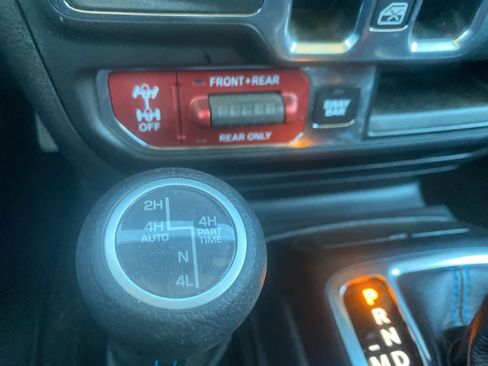 FRONT+REAR
OFF
REAR ONLY
SWAY
BAR
2H
4H
AUTO
4H
PART
TIME
N
4L
P
R
N
D
-M